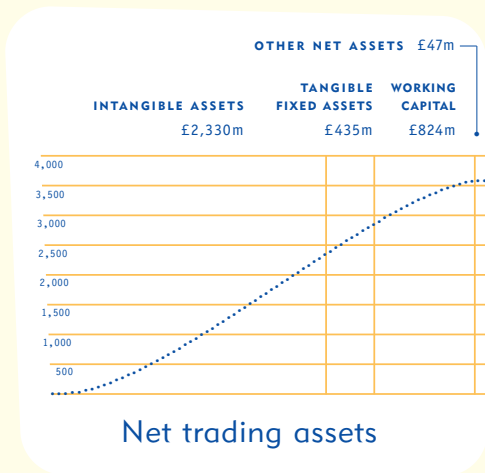 OTHER NET ASSETS £47m
TANGIBLE WORKING
INTANGIBLE ASSETS FIXED ASSETS CAPITAL
£2,330m £435m £824m
4,000
3,500
3,000
2,500
2,000
1,500
1,000
500
Net trading assets